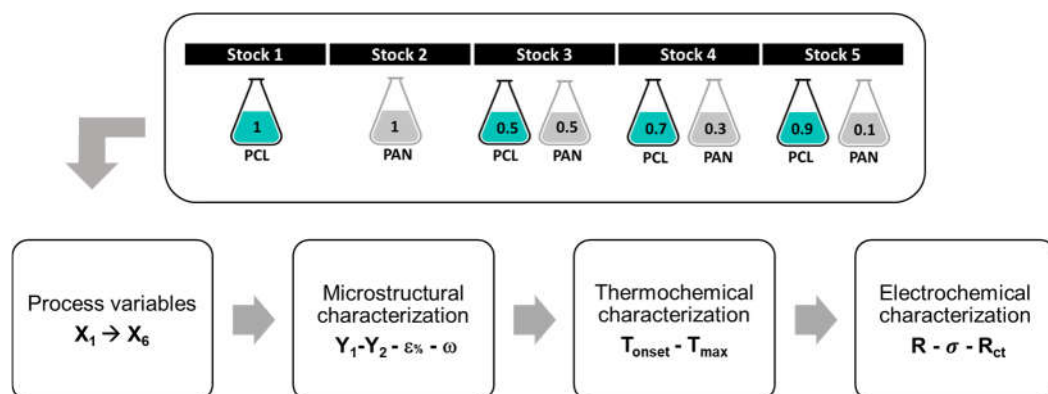 Stock 1 Stock 2 Stock 3 Stock 4 Stock 5
1 1 0.5 0.5 0.7 0.3 0.9 0.1
PCL PAN PCL PAN PCL PAN PCL PAN
Process variables
X₁ → X₆
Microstructural
characterization
Y₁-Y₂ - ε% - ω
Thermochemical
characterization
Tonset - Tmax
Electrochemical
characterization
R - σ - Rct